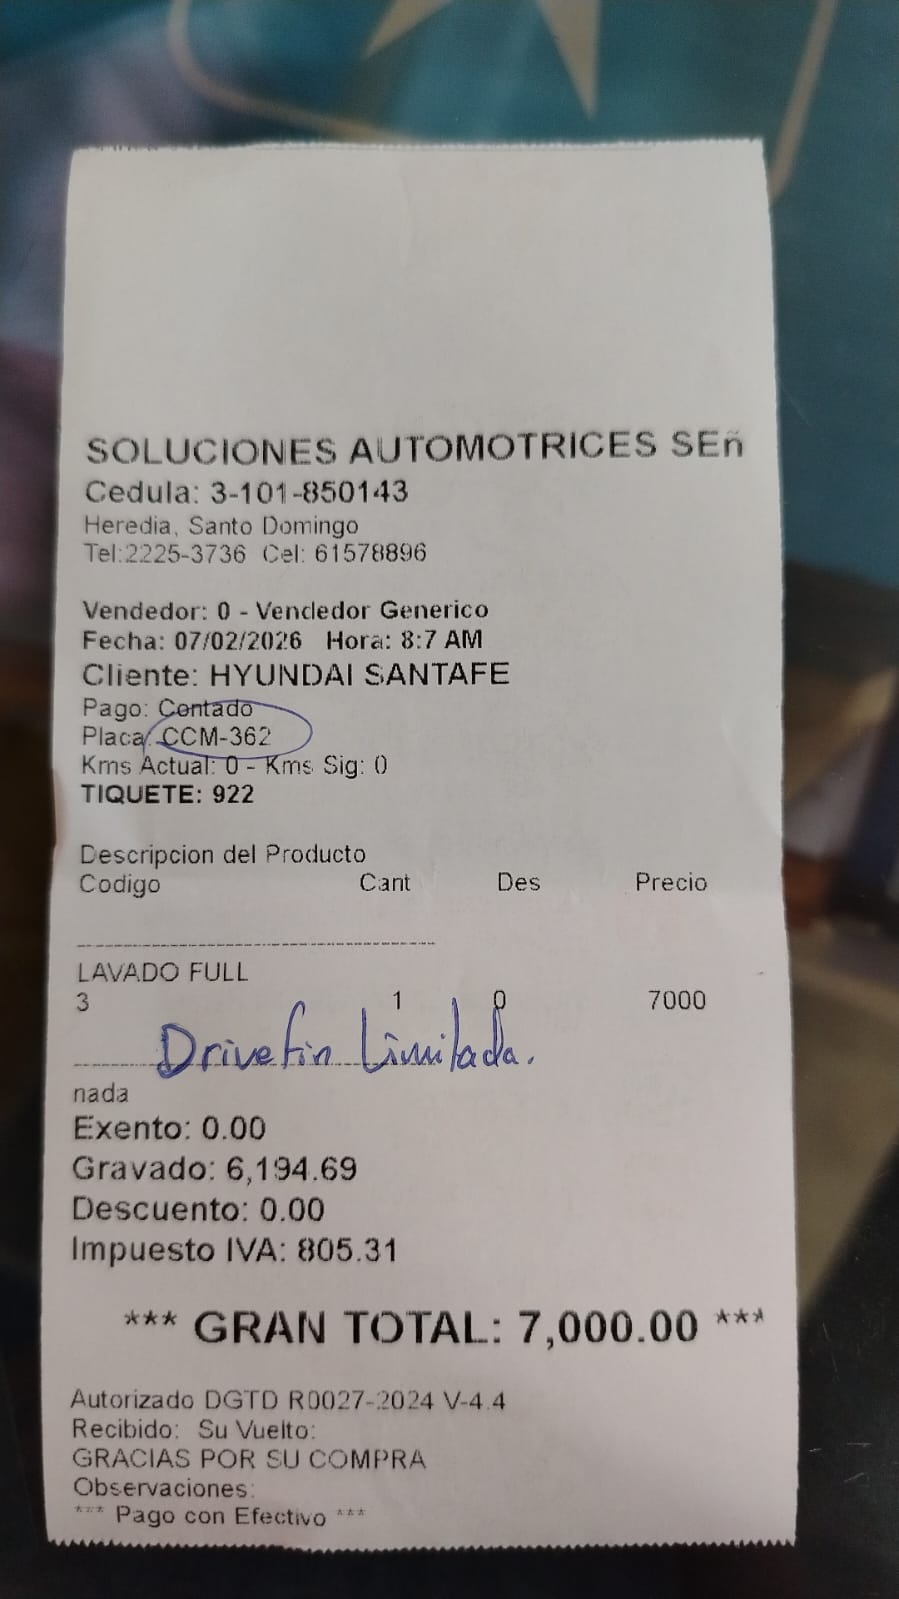 SOLUCIONES AUTOMOTRICES SEñ
Cedula: 3-101-850143
Heredia, Santo Domingo
Tel:2225-3736 Cel: 61578896
Vendedor: 0 - Vendedor Generico
Fecha: 07/02/2026 Hora: 8:7 AM
Cliente: HYUNDAI SANTAFE
Pago: Contado
Placa: CCM-362
Kms Actual: 0 - Kms Sig: 0
TIQUETE: 922
Descripcion del Producto
Codigo Cant Des Precio
LAVADO FULL
3 1 0 7000
Drivefin Limitada.
nada
Exento: 0.00
Gravado: 6,194.69
Descuento: 0.00
Impuesto IVA: 805.31
*** GRAN TOTAL: 7,000.00 ***
Autorizado DGTD R0027-2024 V-4.4
Recibido: Su Vuelto:
GRACIAS POR SU COMPRA
Observaciones:
*** Pago con Efectivo ***